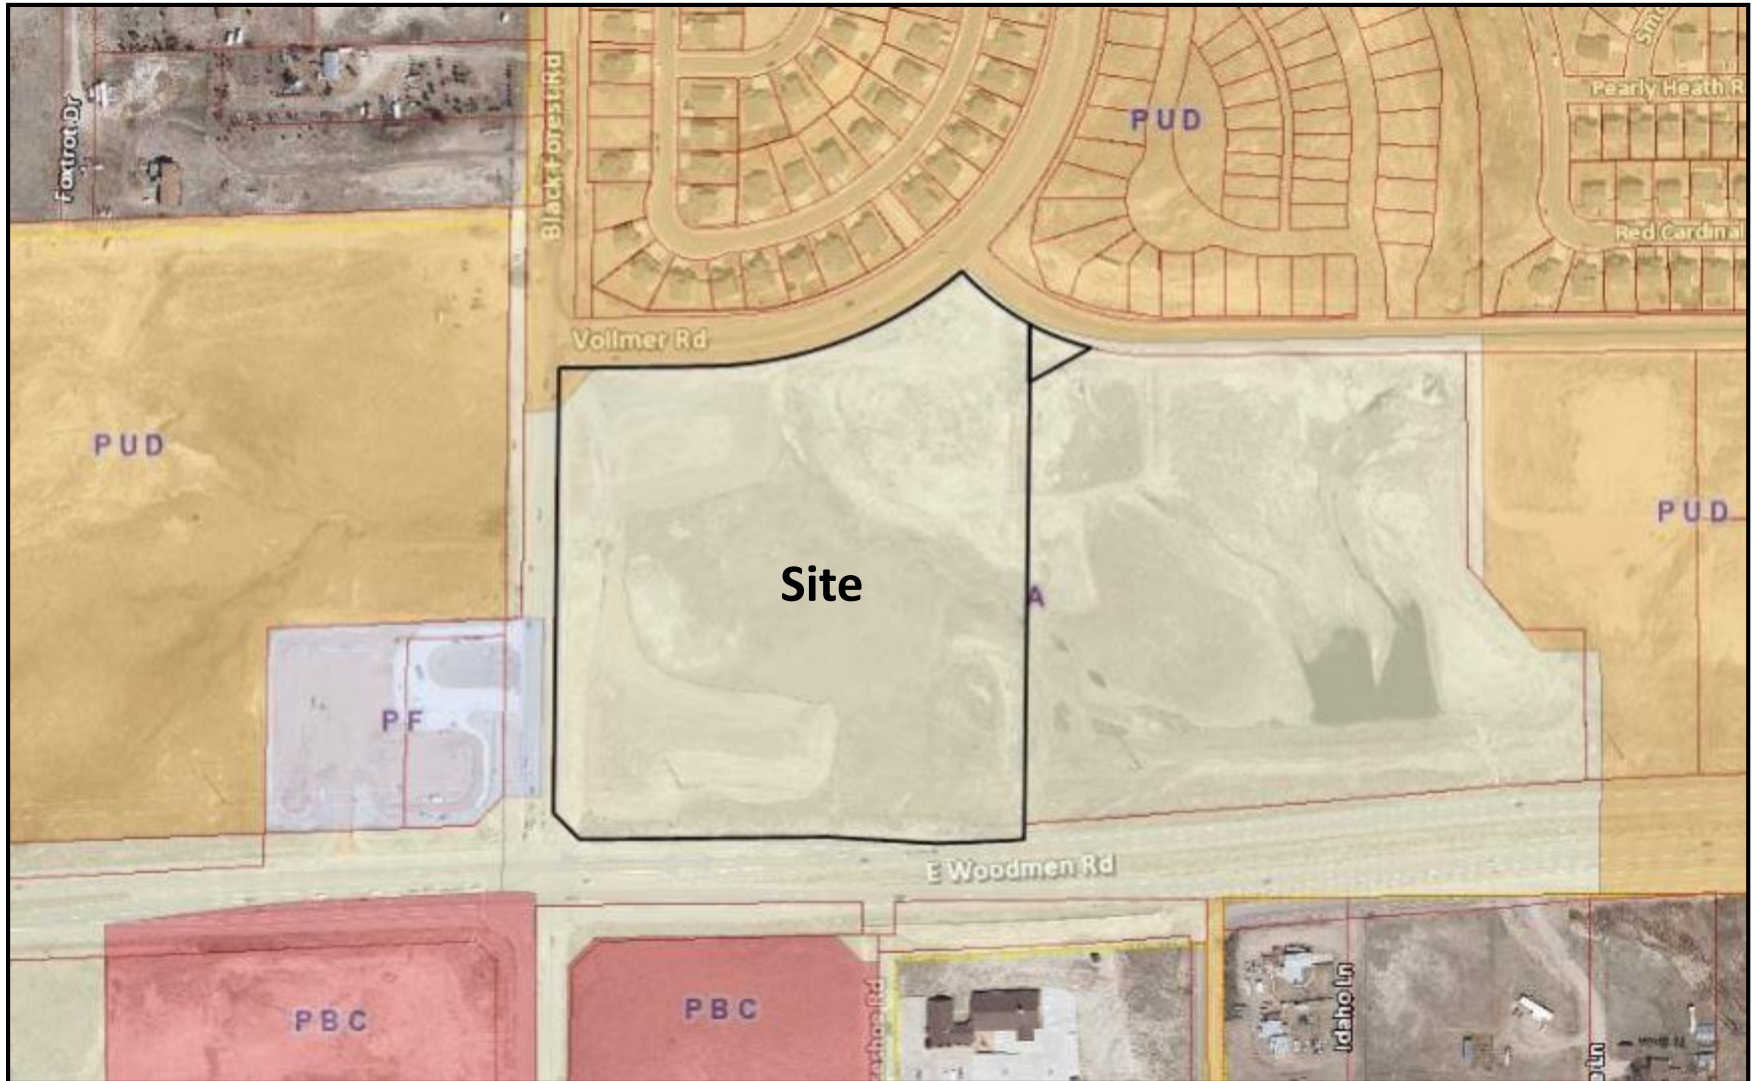 Foxtrot Dr
Black Forest Rd
PUD
Pearly Heath R
Red Cardinal
Vollmer Rd
PUD
PUD
Site
A
PF
E Woodmen Rd
PBC
PBC
Idaho Ln